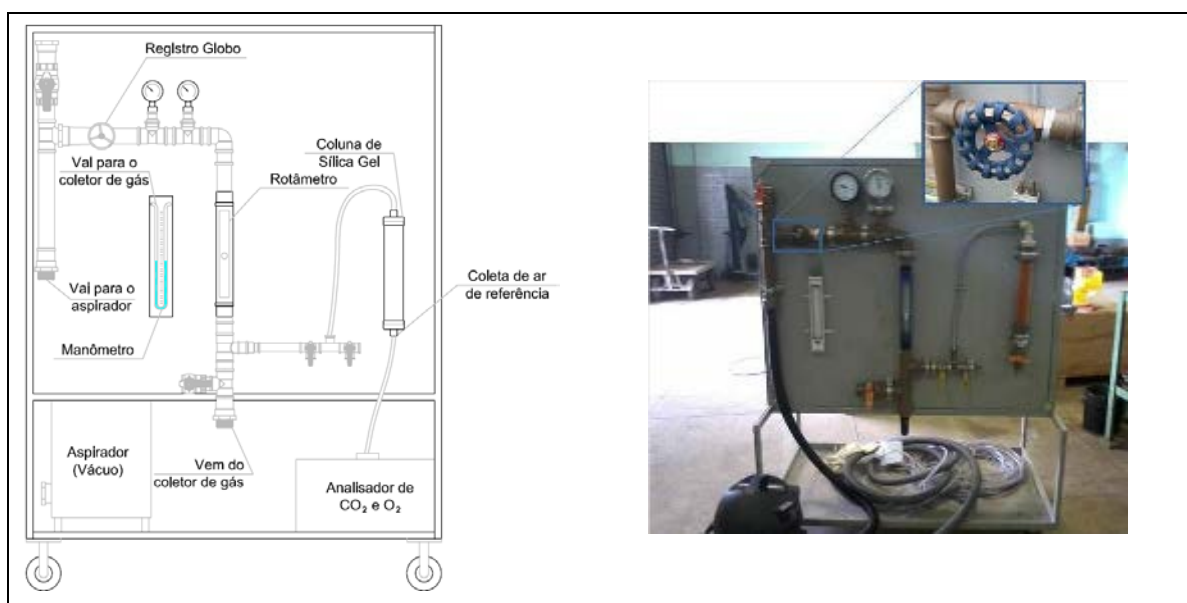 Registro Globo
Vai para o
coletor de gás
Coluna de
Sílica Gel
Rotâmetro
Coleta de ar
de referência
Vai para o
aspirador
Manômetro
Aspirador
(Vácuo)
Vem do
coletor de gás
Analisador de
CO₂ e O₂